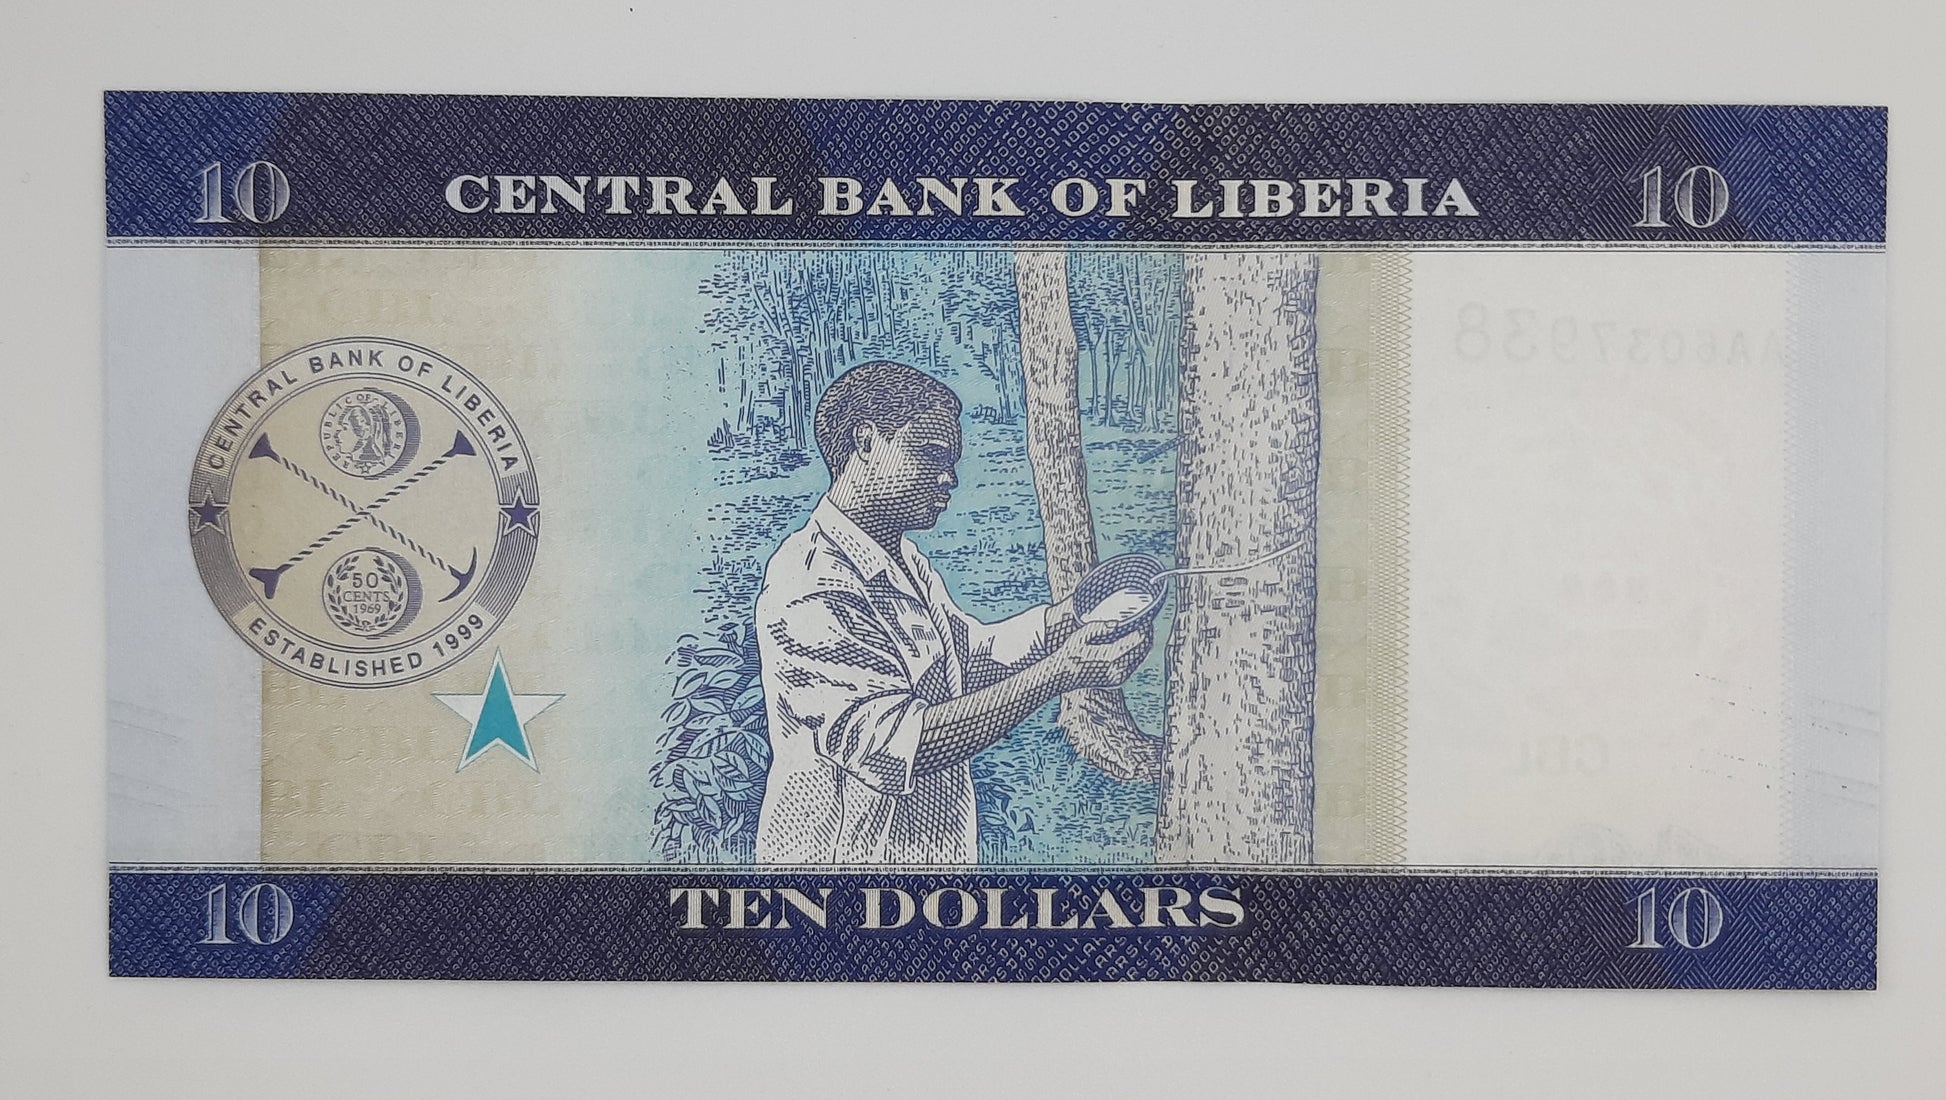 10 CENTRAL BANK OF LIBERIA 10
CENTRAL BANK OF LIBERIA
REPUBLIC OF LIBERIA
50
CENTS
1969
ESTABLISHED 1999
AA6037938
10 TEN DOLLARS 10